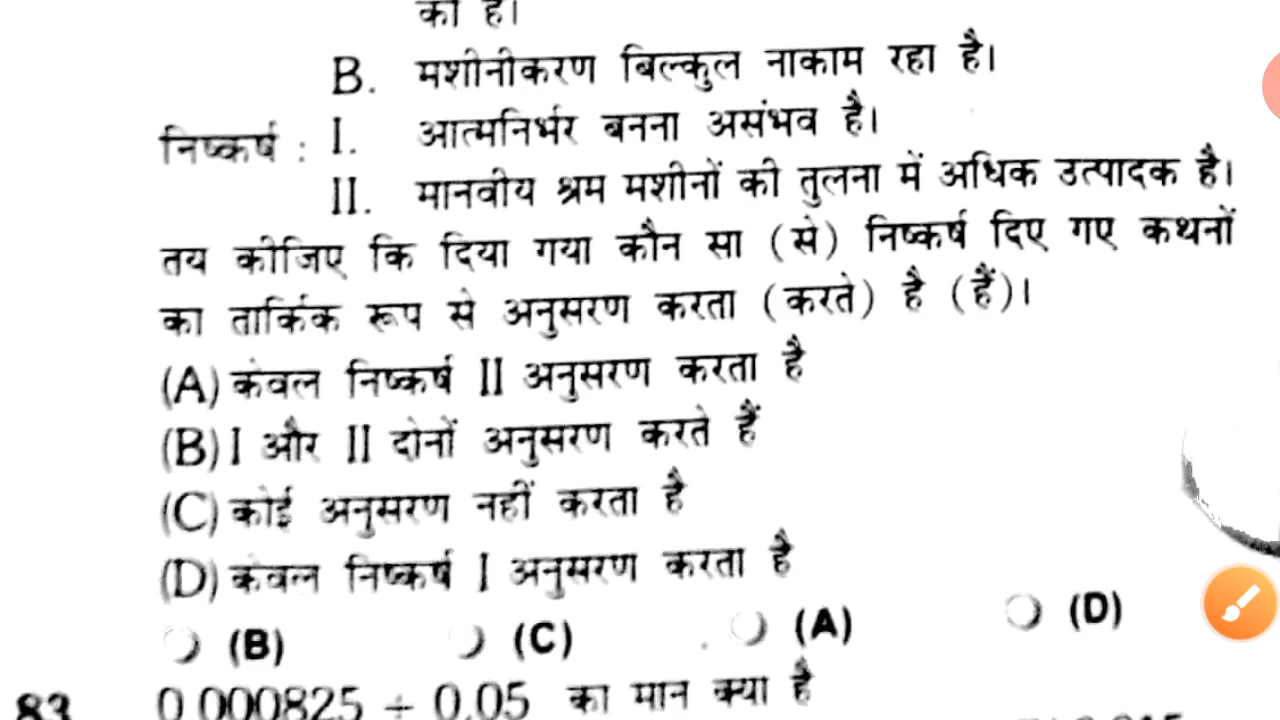 की है।
B. मशीनीकरण बिल्कुल नाकाम रहा है।
निष्कर्ष : I. आत्मनिर्भर बनना असंभव है।
II. मानवीय श्रम मशीनों की तुलना में अधिक उत्पादक है।
तय कीजिए कि दिया गया कौन सा (से) निष्कर्ष दिए गए कथनों
का तार्किक रूप से अनुसरण करता (करते) है (हैं)।
(A) केवल निष्कर्ष II अनुसरण करता है
(B) I और II दोनों अनुसरण करते हैं
(C) कोई अनुसरण नहीं करता है
(D) केवल निष्कर्ष I अनुसरण करता है
(B) (C) (A) (D)
83 0.000825 ÷ 0.05 का मान क्या है